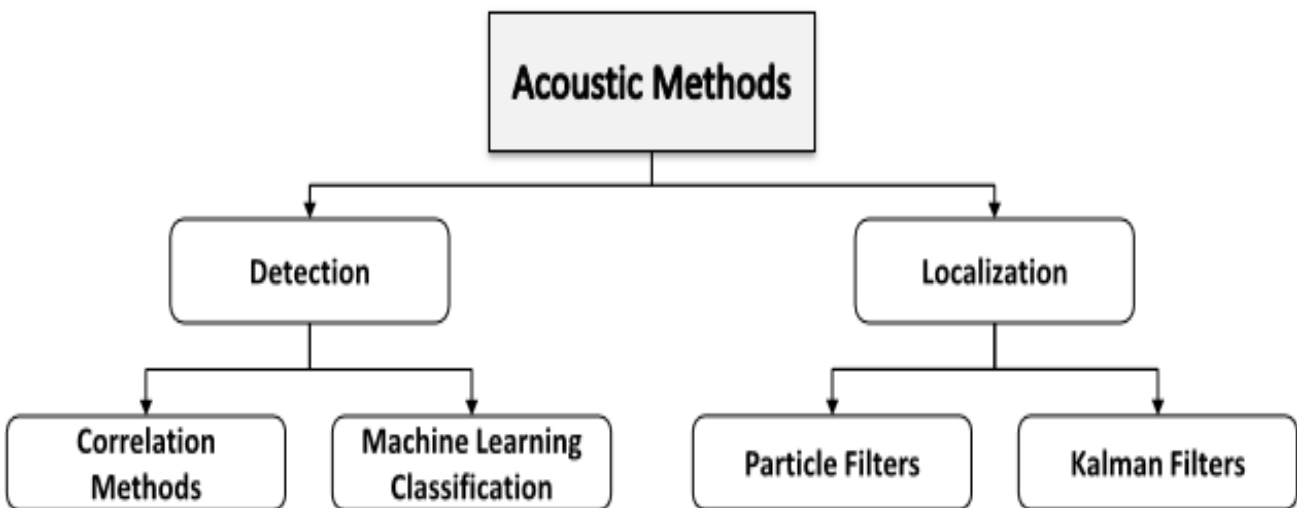 Acoustic Methods
Detection
Localization
Correlation
Methods
Machine Learning
Classification
Particle Filters
Kalman Filters